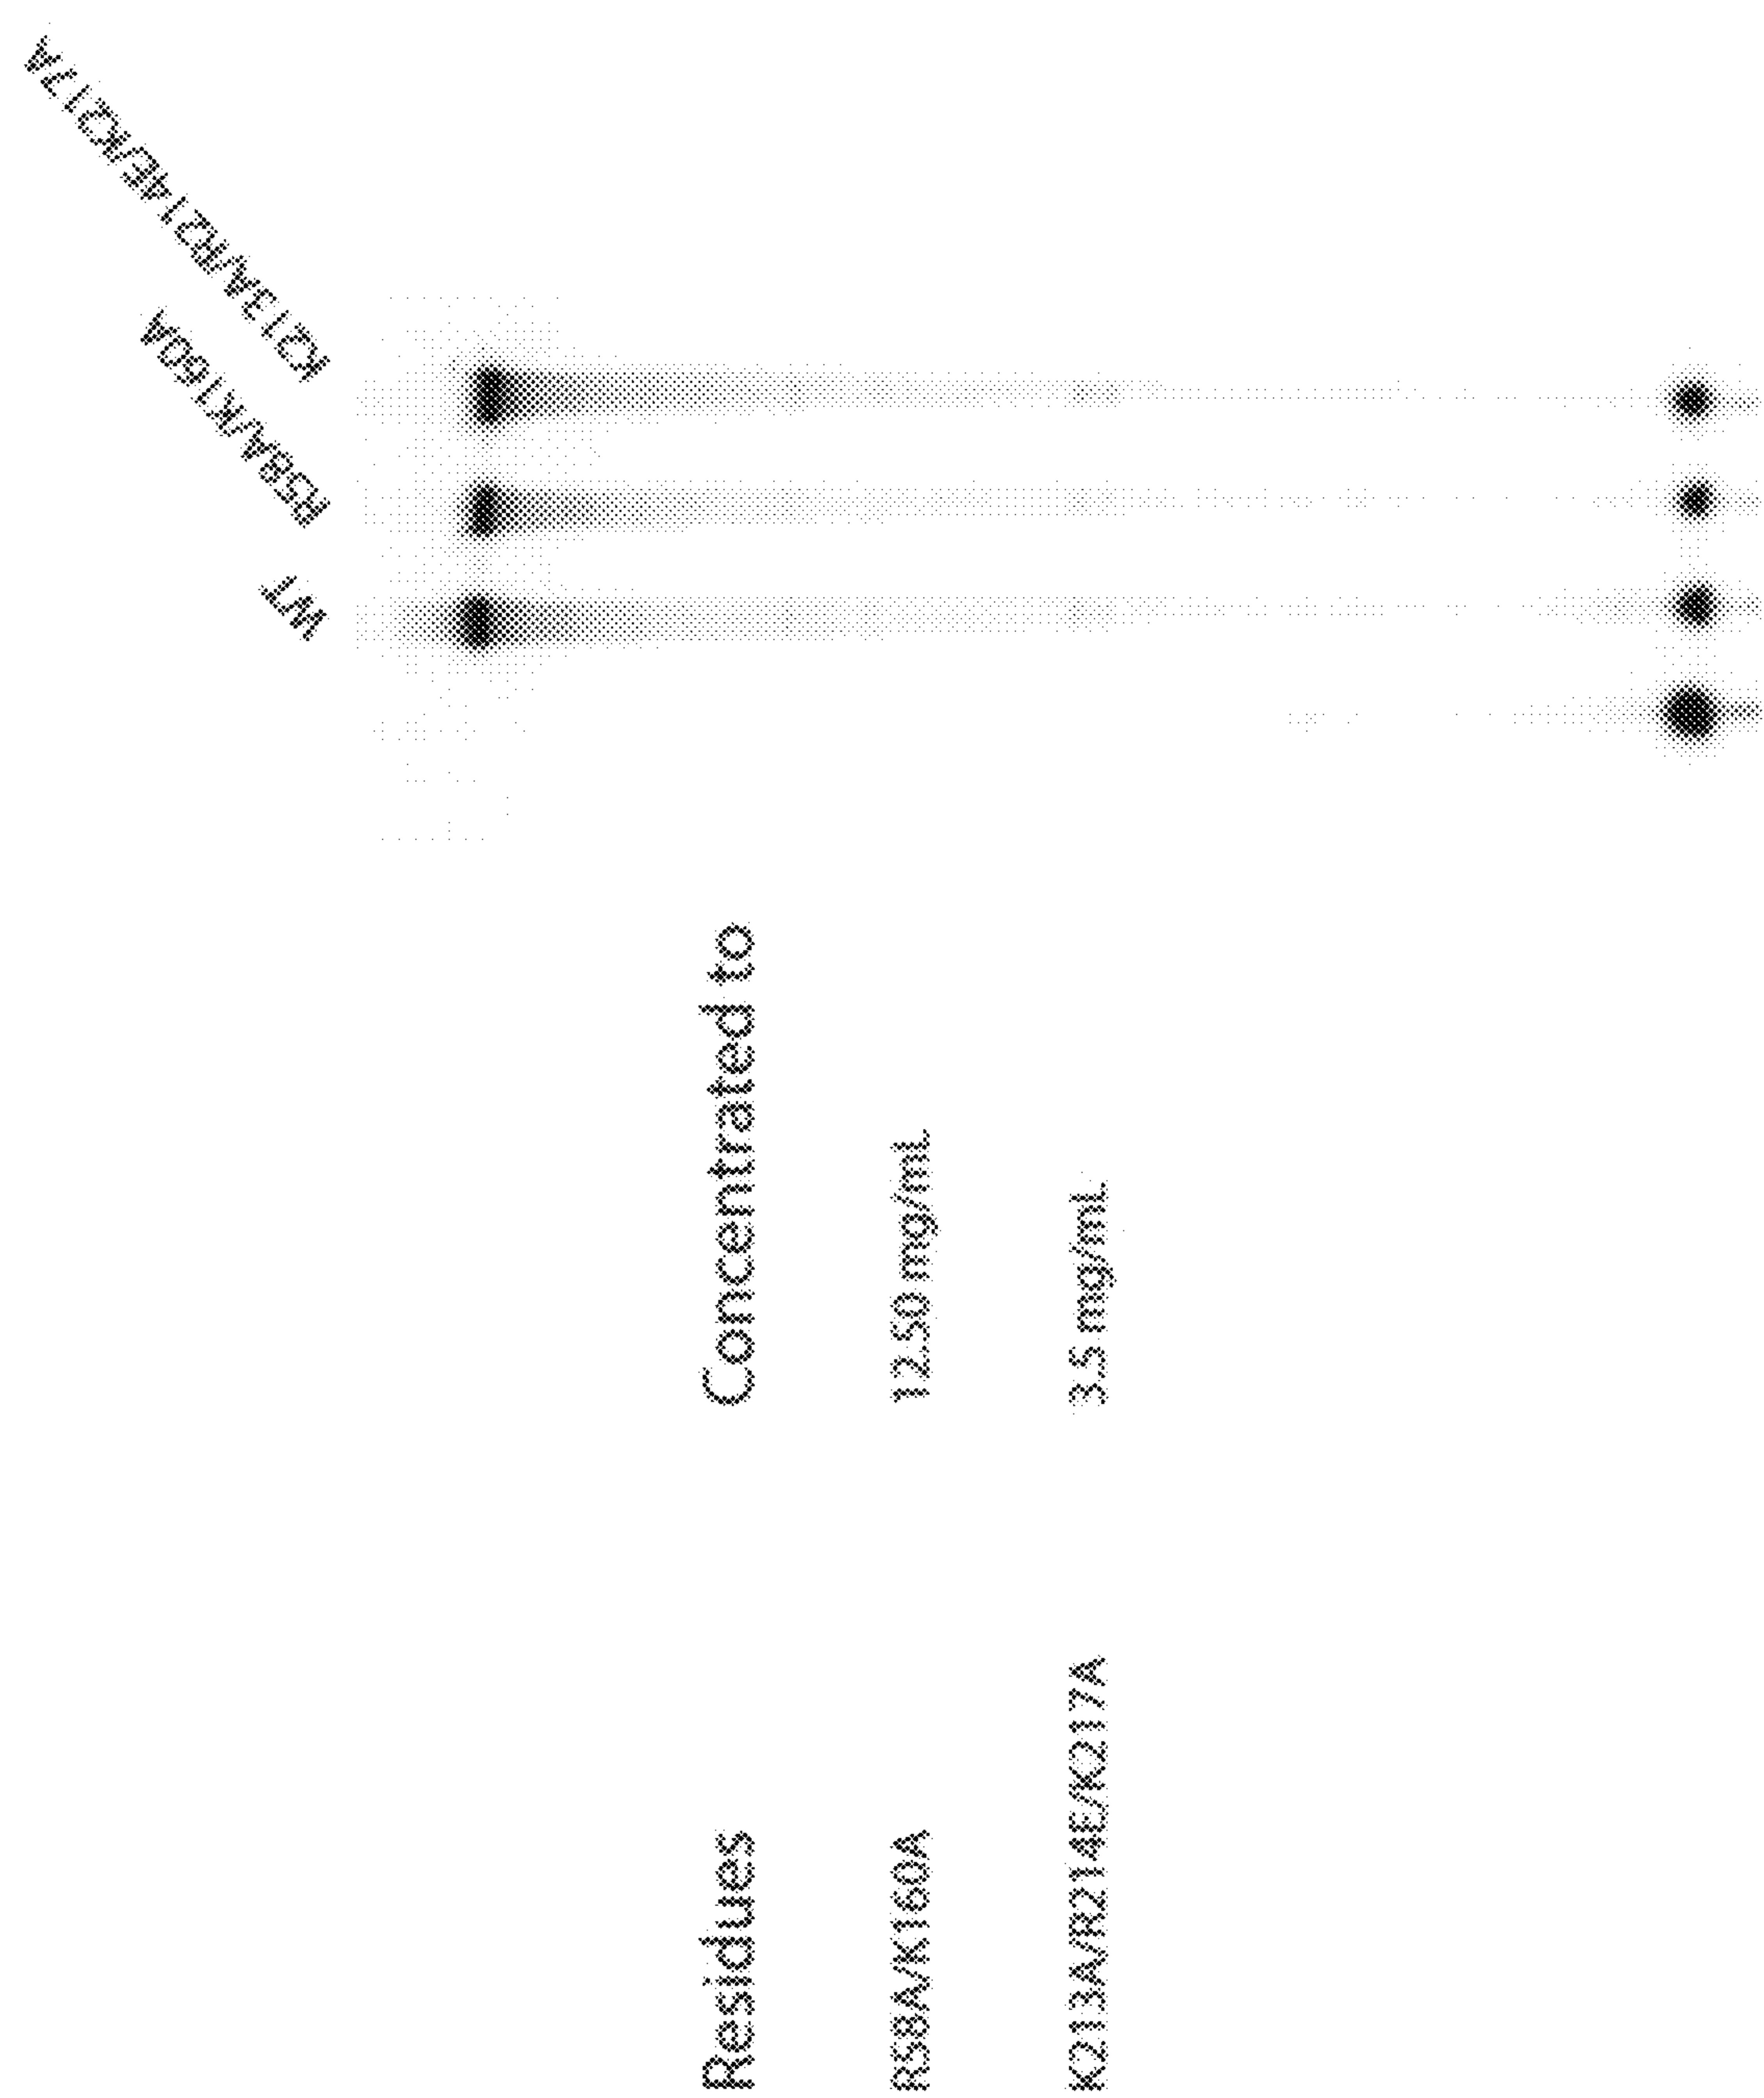 Residues Concentrated to
R58A/K160A 12.50 mg/mL
K213A/R214E/K217A 3.5 mg/mL
WT
R58A/K160A
K213A/R214E/K217A